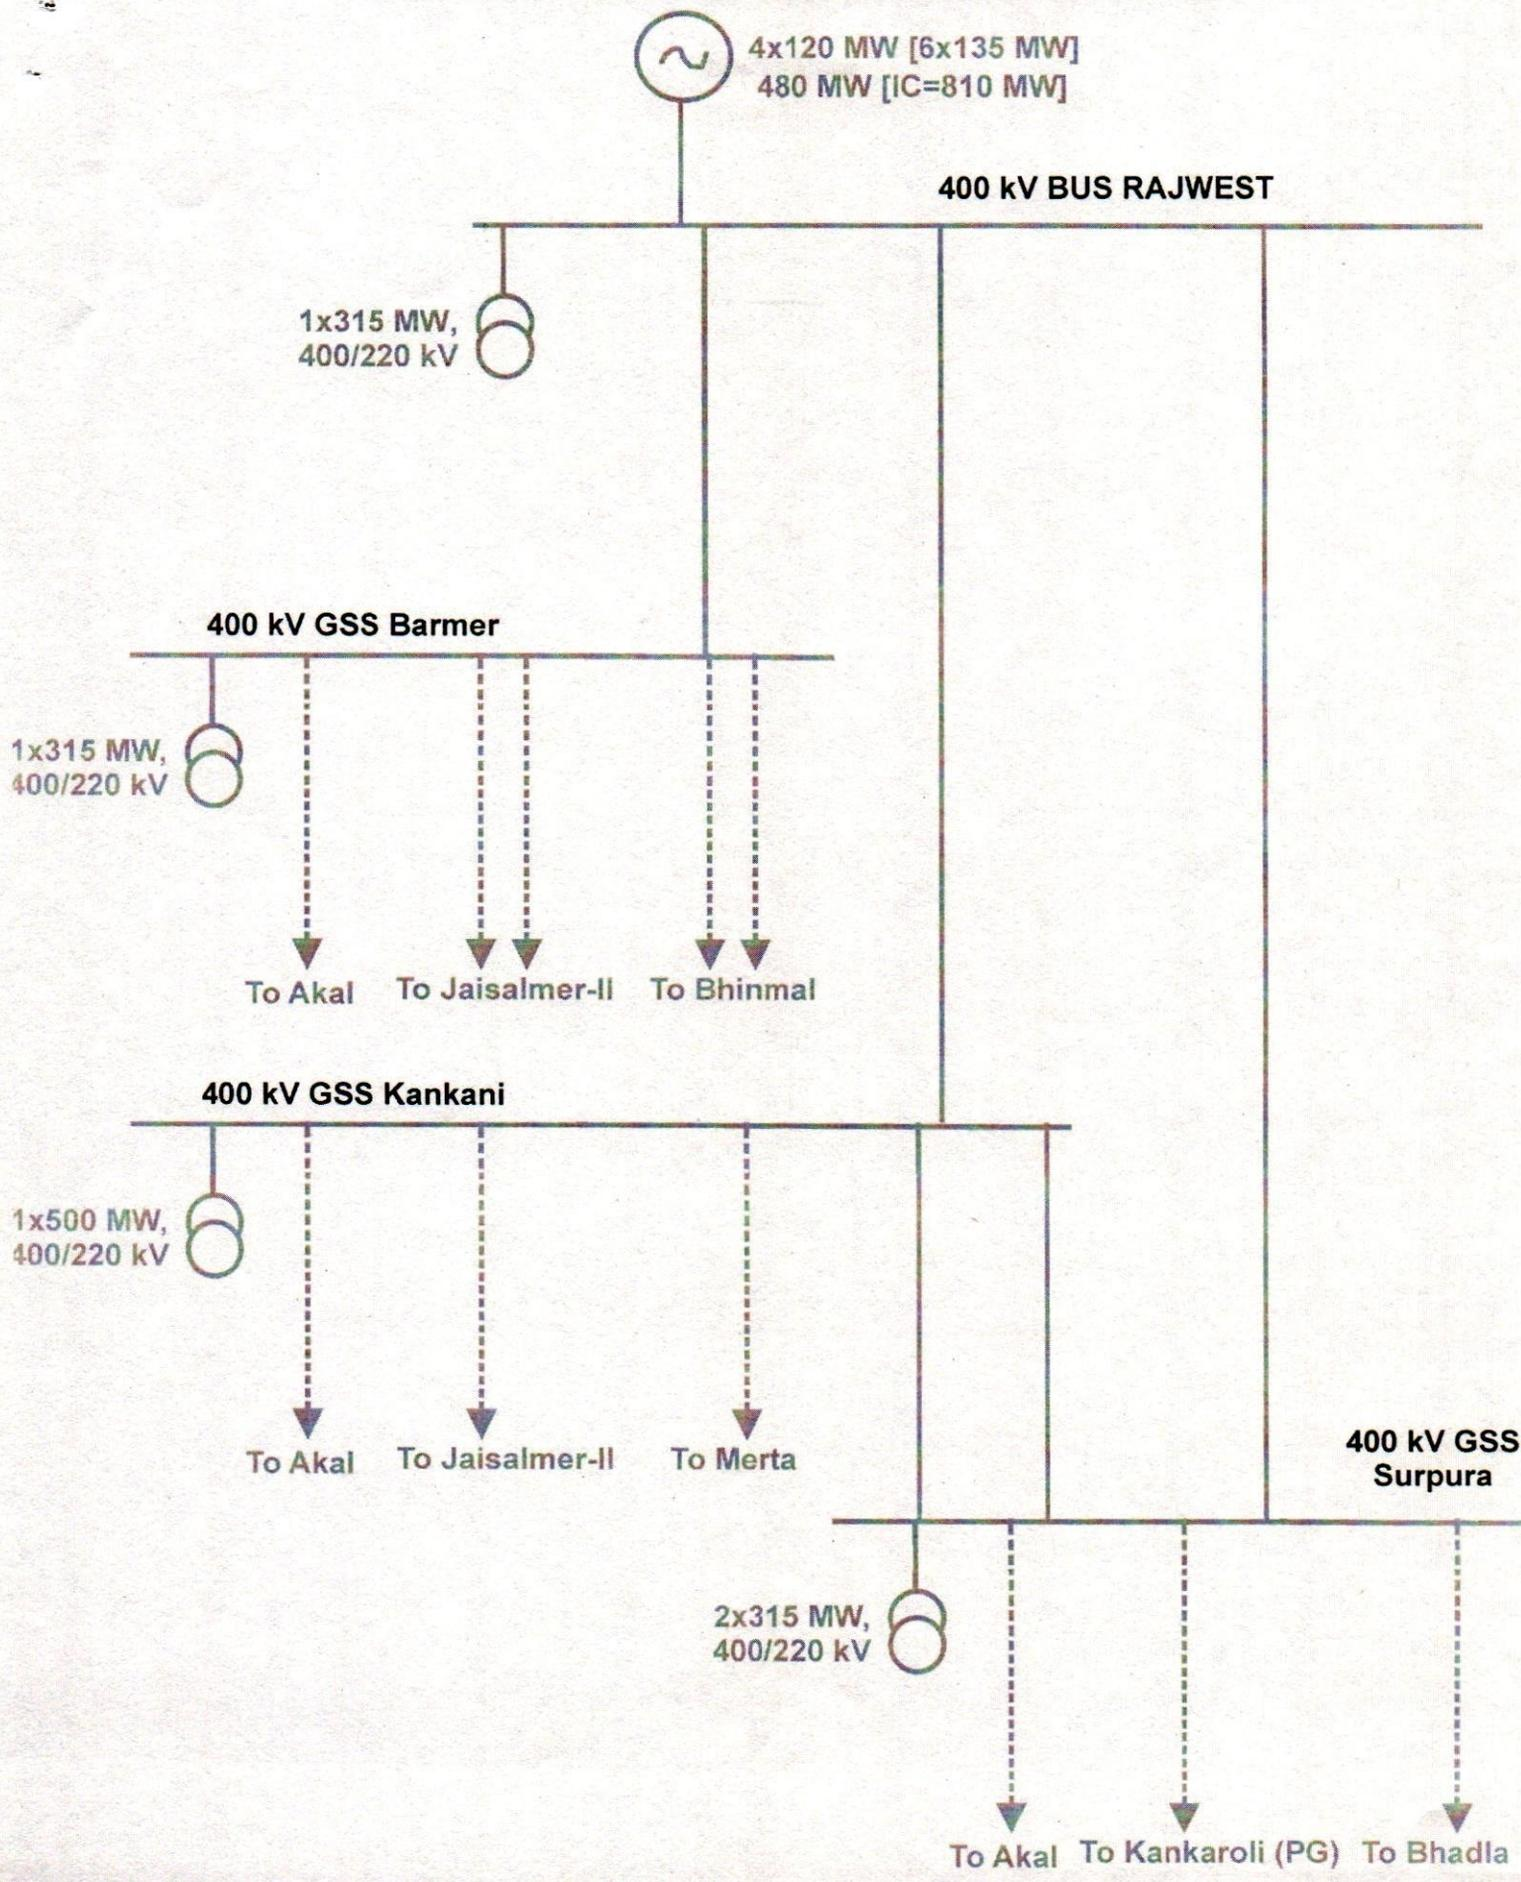 4x120 MW [6x135 MW]
480 MW [IC=810 MW]
400 kV BUS RAJWEST
1x315 MW,
400/220 kV
400 kV GSS Barmer
1x315 MW,
400/220 kV
To Akal
To Jaisalmer-II
To Bhinmal
400 kV GSS Kankani
1x500 MW,
400/220 kV
To Akal
To Jaisalmer-II
To Merta
400 kV GSS
Surpura
2x315 MW,
400/220 kV
To Akal
To Kankaroli (PG)
To Bhadla